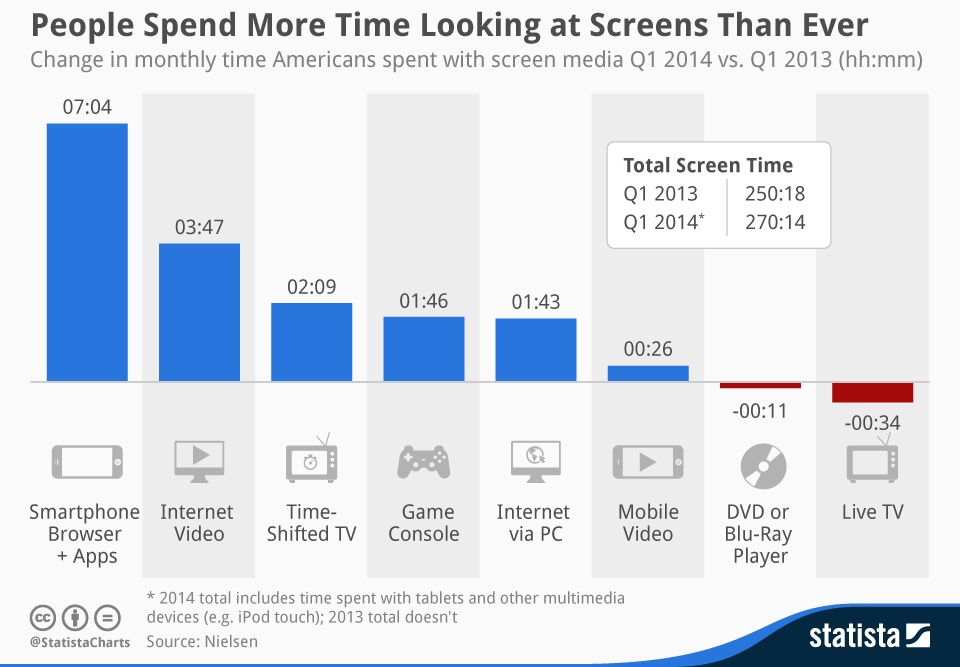 People Spend More Time Looking at Screens Than Ever
Change in monthly time Americans spent with screen media Q1 2014 vs. Q1 2013 (hh:mm)
07:04
03:47
02:09
01:46
01:43
00:26
-00:11
-00:34
Total Screen Time
Q1 2013 250:18
Q1 2014* 270:14
Smartphone
Browser
+ Apps
Internet
Video
Time-
Shifted TV
Game
Console
Internet
via PC
Mobile
Video
DVD or
Blu-Ray
Player
Live TV
* 2014 total includes time spent with tablets and other multimedia
devices (e.g. iPod touch); 2013 total doesn't
cc
@StatistaCharts Source: Nielsen
statista